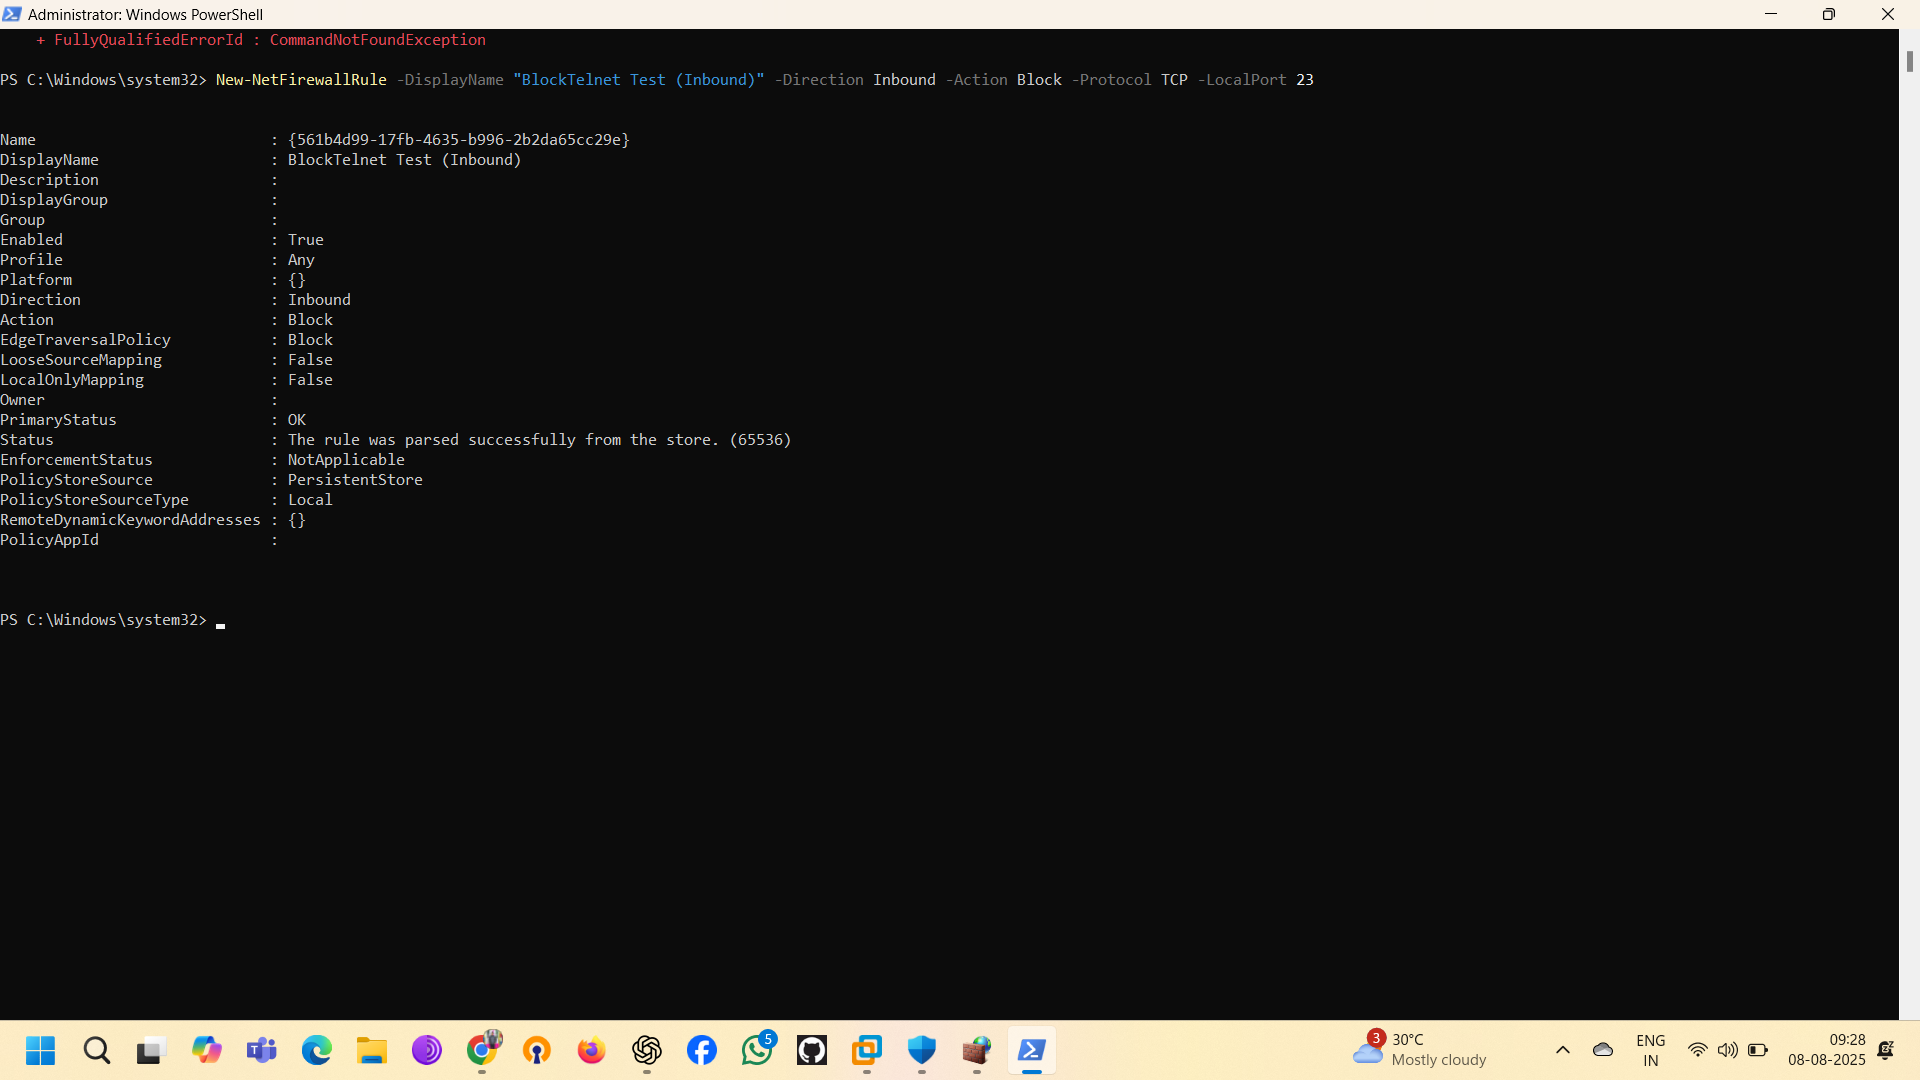 Administrator: Windows PowerShell
    + FullyQualifiedErrorId : CommandNotFoundException
PS C:\Windows\system32> New-NetFirewallRule -DisplayName "BlockTelnet Test (Inbound)" -Direction Inbound -Action Block -Protocol TCP -LocalPort 23
Name                          : {561b4d99-17fb-4635-b996-2b2da65cc29e}
DisplayName                   : BlockTelnet Test (Inbound)
Description                   :
DisplayGroup                  :
Group                         :
Enabled                       : True
Profile                       : Any
Platform                      : {}
Direction                     : Inbound
Action                        : Block
EdgeTraversalPolicy           : Block
LooseSourceMapping            : False
LocalOnlyMapping              : False
Owner                         :
PrimaryStatus                 : OK
Status                        : The rule was parsed successfully from the store. (65536)
EnforcementStatus             : NotApplicable
PolicyStoreSource             : PersistentStore
PolicyStoreSourceType         : Local
RemoteDynamicKeywordAddresses : {}
PolicyAppId                   :
PS C:\Windows\system32>
5
3
30°C
Mostly cloudy
ENG
IN
09:28
08-08-2025